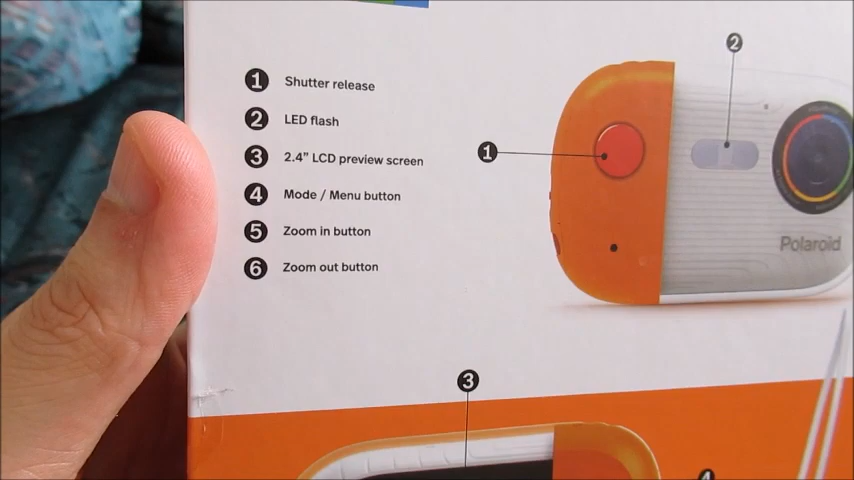 1 Shutter release
2 LED flash
3 2.4" LCD preview screen
4 Mode / Menu button
5 Zoom in button
6 Zoom out button
2
1
Polaroid
3
4